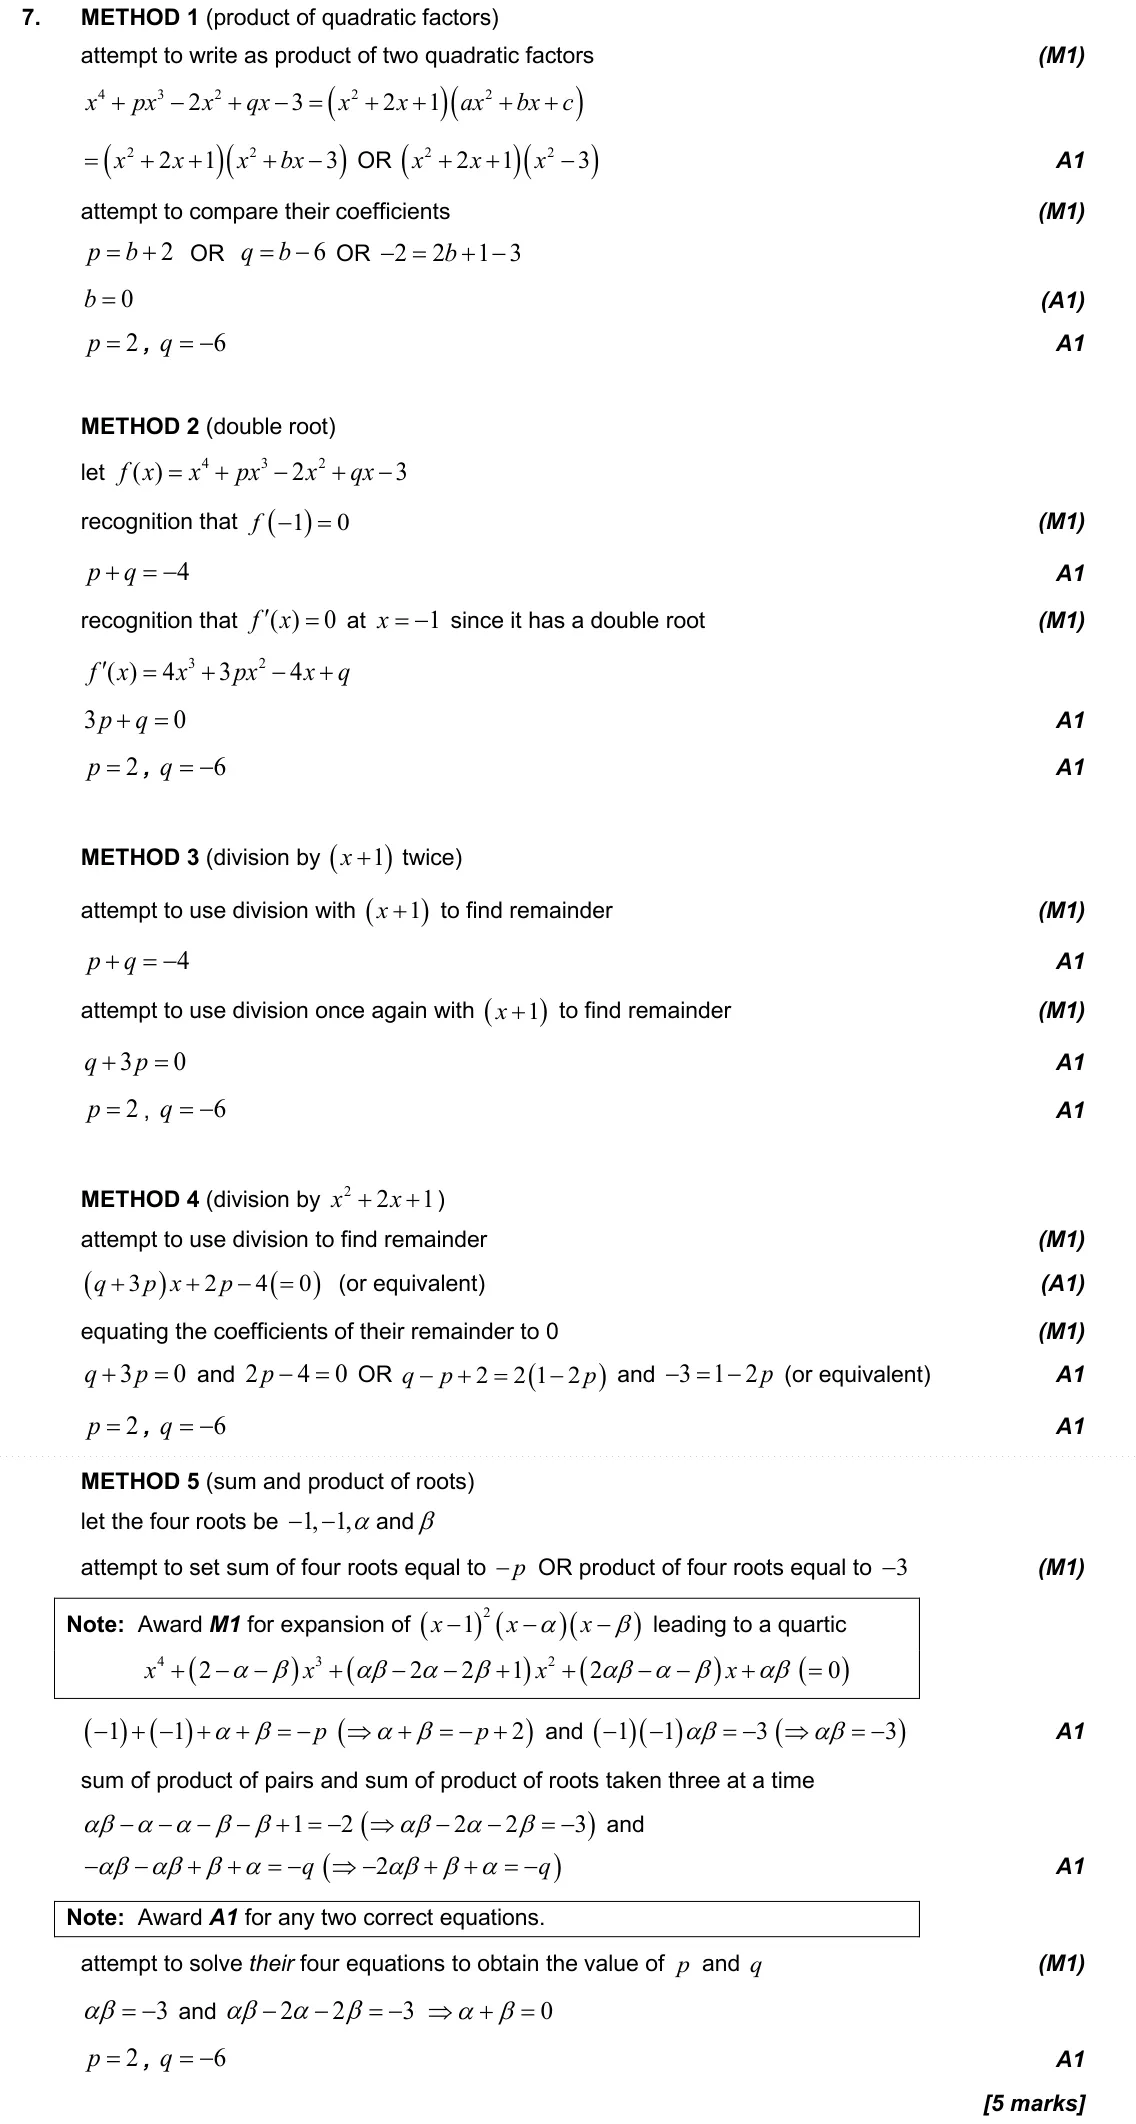 7. METHOD 1 (product of quadratic factors)
attempt to write as product of two quadratic factors (M1)
x⁴ + px³ − 2x² + qx − 3 = (x² + 2x + 1)(ax² + bx + c)
= (x² + 2x + 1)(x² + bx − 3) OR (x² + 2x + 1)(x² − 3) A1
attempt to compare their coefficients (M1)
p = b + 2 OR q = b − 6 OR −2 = 2b + 1 − 3
b = 0 (A1)
p = 2, q = −6 A1
METHOD 2 (double root)
let f(x) = x⁴ + px³ − 2x² + qx − 3
recognition that f(−1) = 0 (M1)
p + q = −4 A1
recognition that f′(x) = 0 at x = −1 since it has a double root (M1)
f′(x) = 4x³ + 3px² − 4x + q
3p + q = 0 A1
p = 2, q = −6 A1
METHOD 3 (division by (x + 1) twice)
attempt to use division with (x + 1) to find remainder (M1)
p + q = −4 A1
attempt to use division once again with (x + 1) to find remainder (M1)
q + 3p = 0 A1
p = 2, q = −6 A1
METHOD 4 (division by x² + 2x + 1)
attempt to use division to find remainder (M1)
(q + 3p)x + 2p − 4(= 0) (or equivalent) (A1)
equating the coefficients of their remainder to 0 (M1)
q + 3p = 0 and 2p − 4 = 0 OR q − p + 2 = 2(1 − 2p) and −3 = 1 − 2p (or equivalent) A1
p = 2, q = −6 A1
METHOD 5 (sum and product of roots)
let the four roots be −1, −1, α and β
attempt to set sum of four roots equal to −p OR product of four roots equal to −3 (M1)
Note: Award M1 for expansion of (x − 1)²(x − α)(x − β) leading to a quartic
x⁴ + (2 − α − β)x³ + (αβ − 2α − 2β + 1)x² + (2αβ − α − β)x + αβ (= 0)
(−1) + (−1) + α + β = −p (⇒ α + β = −p + 2) and (−1)(−1)αβ = −3 (⇒ αβ = −3) A1
sum of product of pairs and sum of product of roots taken three at a time
αβ − α − α − β − β + 1 = −2 (⇒ αβ − 2α − 2β = −3) and
−αβ − αβ + β + α = −q (⇒ −2αβ + β + α = −q) A1
Note: Award A1 for any two correct equations.
attempt to solve their four equations to obtain the value of p and q (M1)
αβ = −3 and αβ − 2α − 2β = −3 ⇒ α + β = 0
p = 2, q = −6 A1
[5 marks]